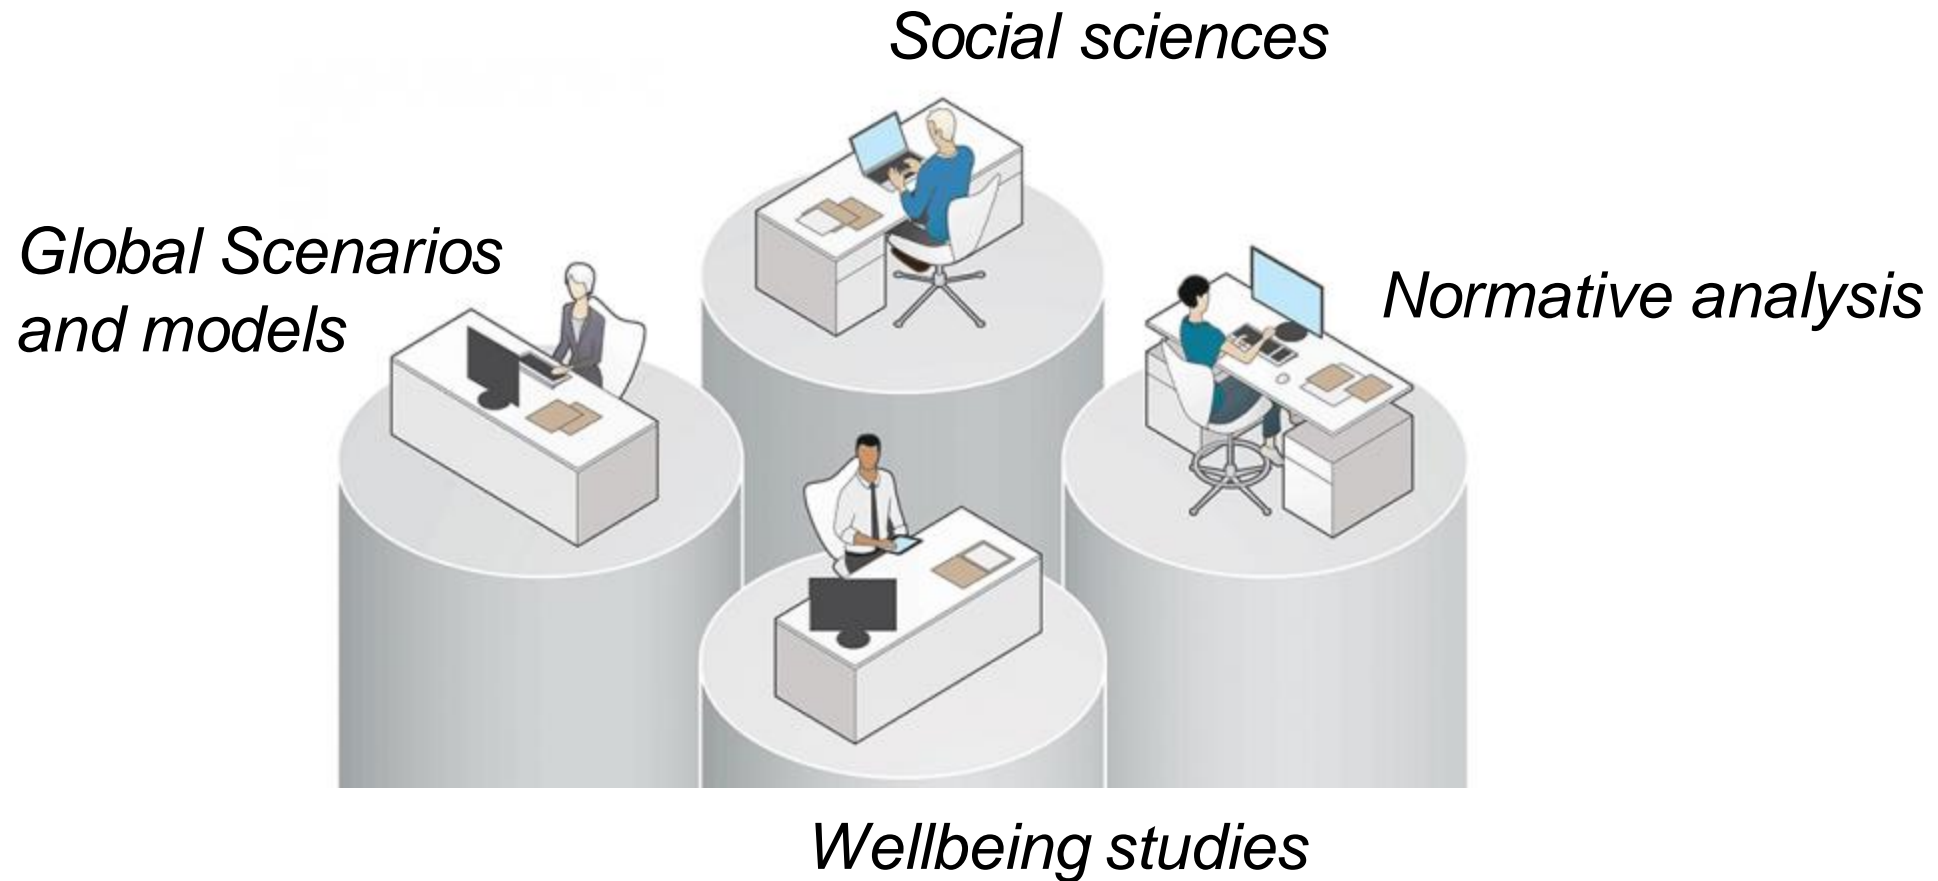 Social sciences
Global Scenarios
and models
Normative analysis
Wellbeing studies